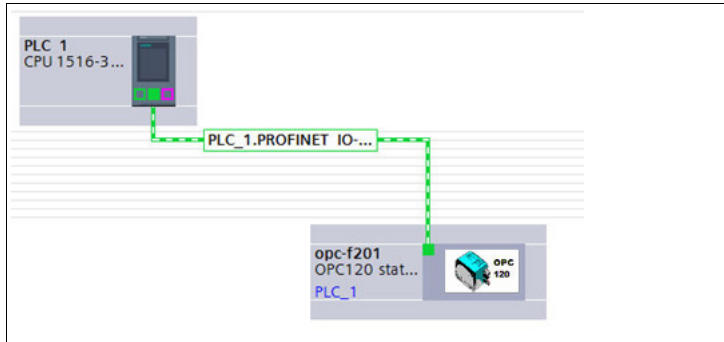 PLC_1
CPU 1516-3...
PLC_1.PROFINET IO-...
opc-f201
OPC120 stat...
PLC_1
OPC
120